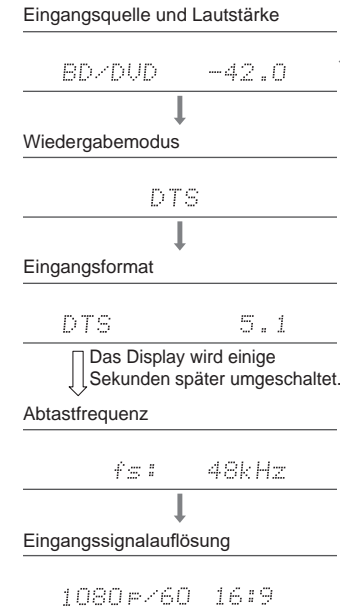 Eingangsquelle und Lautstärke
BD/DVD -42.0
Wiedergabemodus
DTS
Eingangsformat
DTS 5.1
Das Display wird einige
Sekunden später umgeschaltet.
Abtastfrequenz
fs: 48kHz
Eingangssignalauflösung
1080p/60 16:9